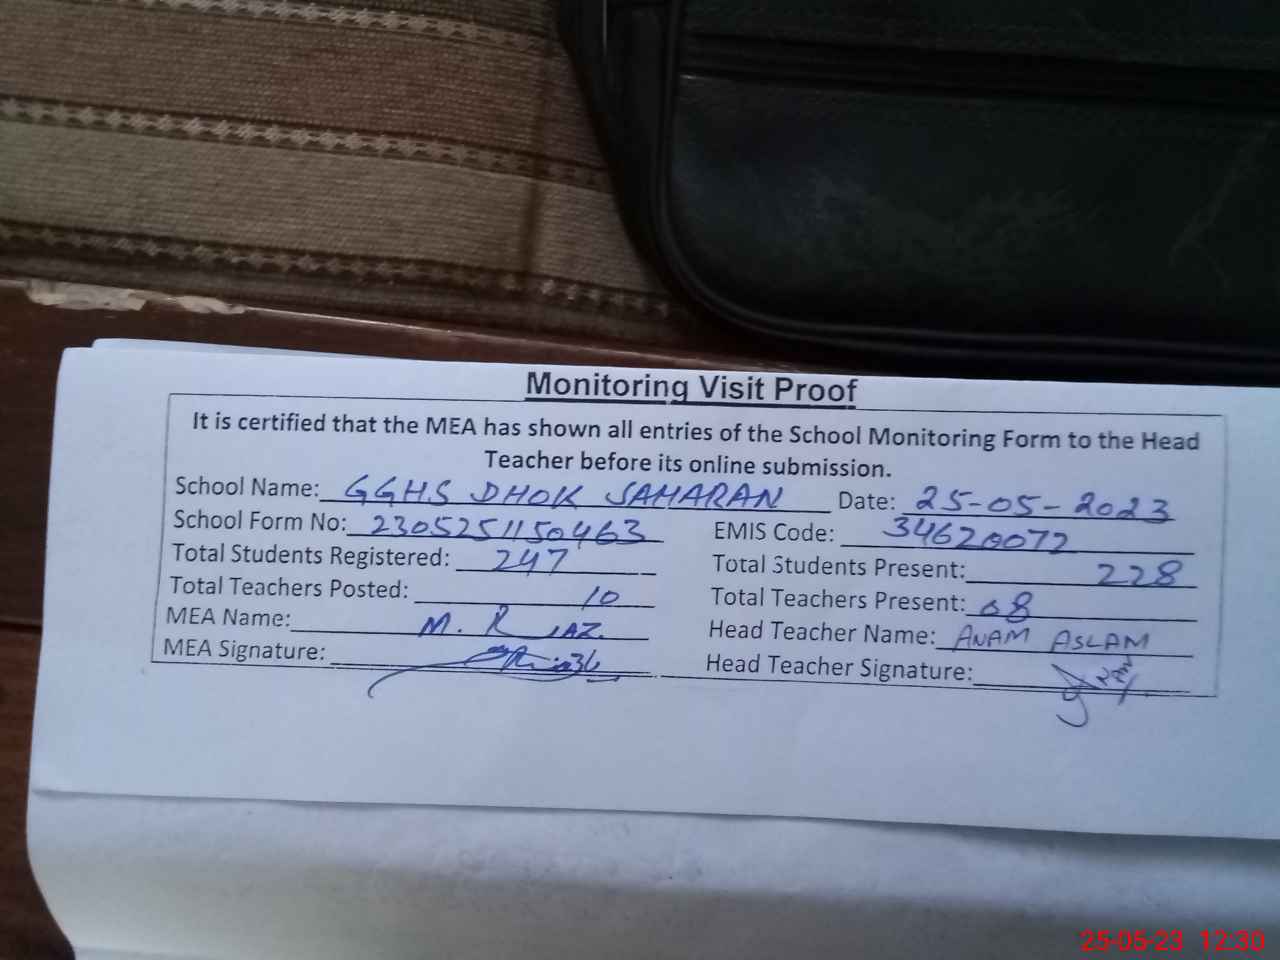 Monitoring Visit Proof
It is certified that the MEA has shown all entries of the School Monitoring Form to the Head
Teacher before its online submission.
School Name: GGHS DHOK SAHARAN Date: 25-05-2023
School Form No: 2305251150463 EMIS Code: 34620072
Total Students Registered: 247 Total Students Present: 228
Total Teachers Posted: 10 Total Teachers Present: 08
MEA Name: M. RIAZ. Head Teacher Name: ANAM ASLAM
MEA Signature: Head Teacher Signature:
25-05-23 12:30